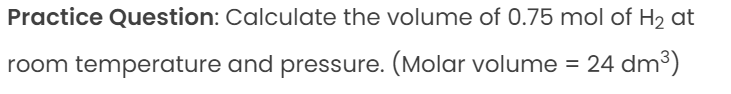 Practice Question: Calculate the volume of 0.75 mol of H₂ at
room temperature and pressure. (Molar volume = 24 dm³)